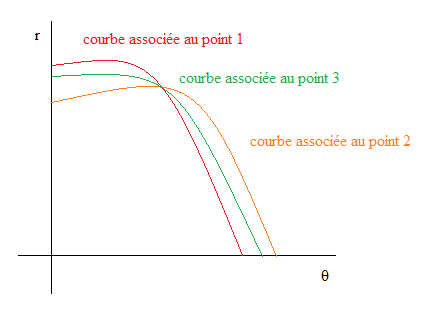 r
courbe associée au point 1
courbe associée au point 3
courbe associée au point 2
θ